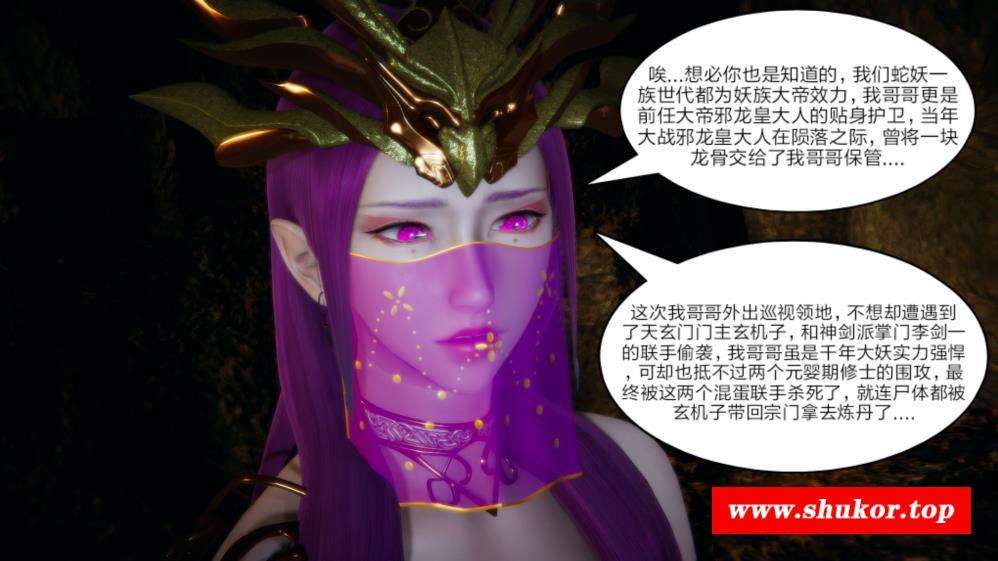 唉...想必你也是知道的，我们蛇妖一
族世代都为妖族大帝效力，我哥哥更是
前任大帝邪龙皇大人的贴身护卫，当年
大战邪龙皇大人在陨落之际，曾将一块
龙骨交给了我哥哥保管....
这次我哥哥外出巡视领地，不想却遭遇到
了天玄门门主玄机子，和神剑派掌门李剑一
的联手偷袭，我哥哥虽是千年大妖实力强悍
，可却也抵不过两个元婴期修士的围攻，最
终被这两个混蛋联手杀死了，就连尸体都被
玄机子带回宗门拿去炼丹了....
www.shukor.top